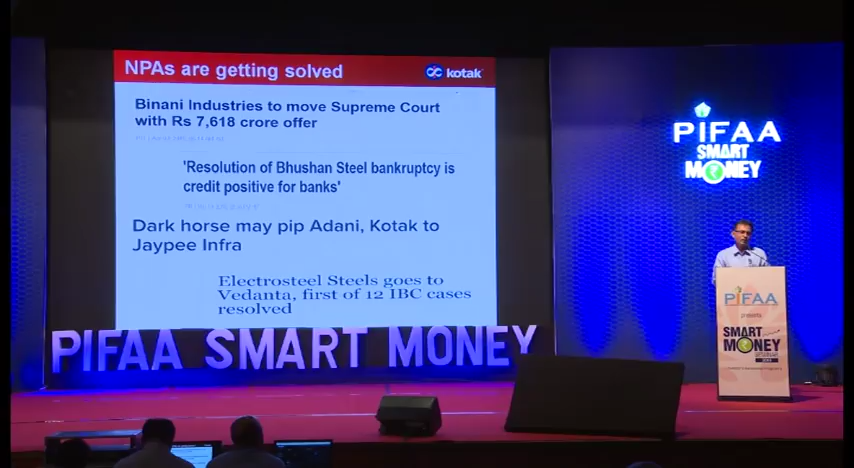 NPAs are getting solved
kotak
Binani Industries to move Supreme Court
with Rs 7,618 crore offer
'Resolution of Bhushan Steel bankruptcy is
credit positive for banks'
Dark horse may pip Adani, Kotak to
Jaypee Infra
Electrosteel Steels goes to
Vedanta, first of 12 IBC cases
resolved
PIFAA SMART MONEY
PIFAA
SMART
MONEY
PIFAA
presents
SMART
MONEY